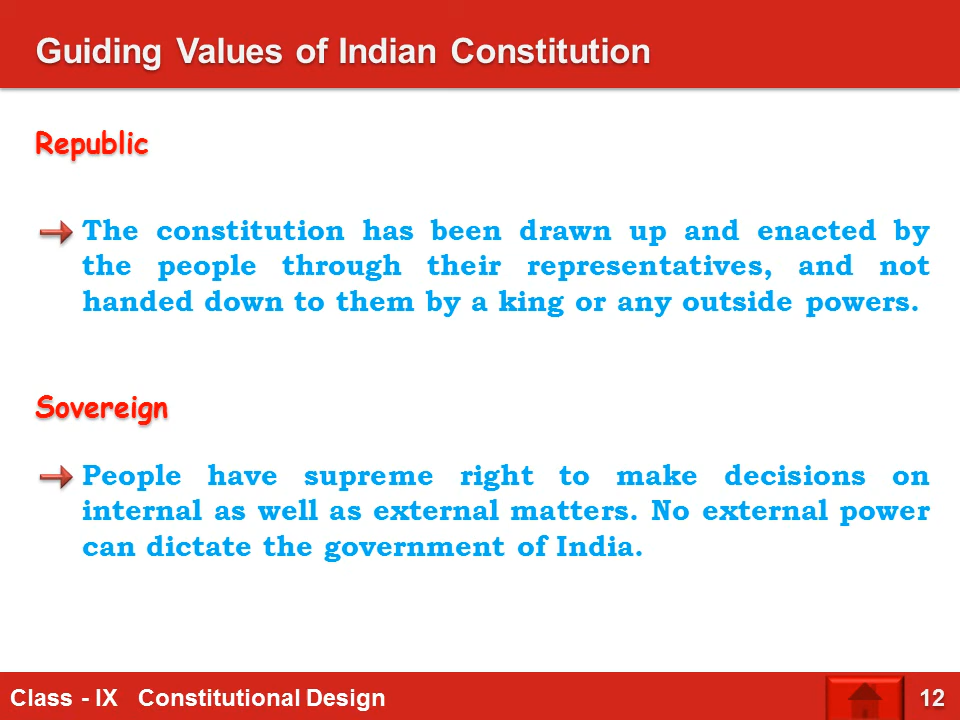 Guiding Values of Indian Constitution
Republic
The constitution has been drawn up and enacted by
the people through their representatives, and not
handed down to them by a king or any outside powers.
Sovereign
People have supreme right to make decisions on
internal as well as external matters. No external power
can dictate the government of India.
Class - IX Constitutional Design 12